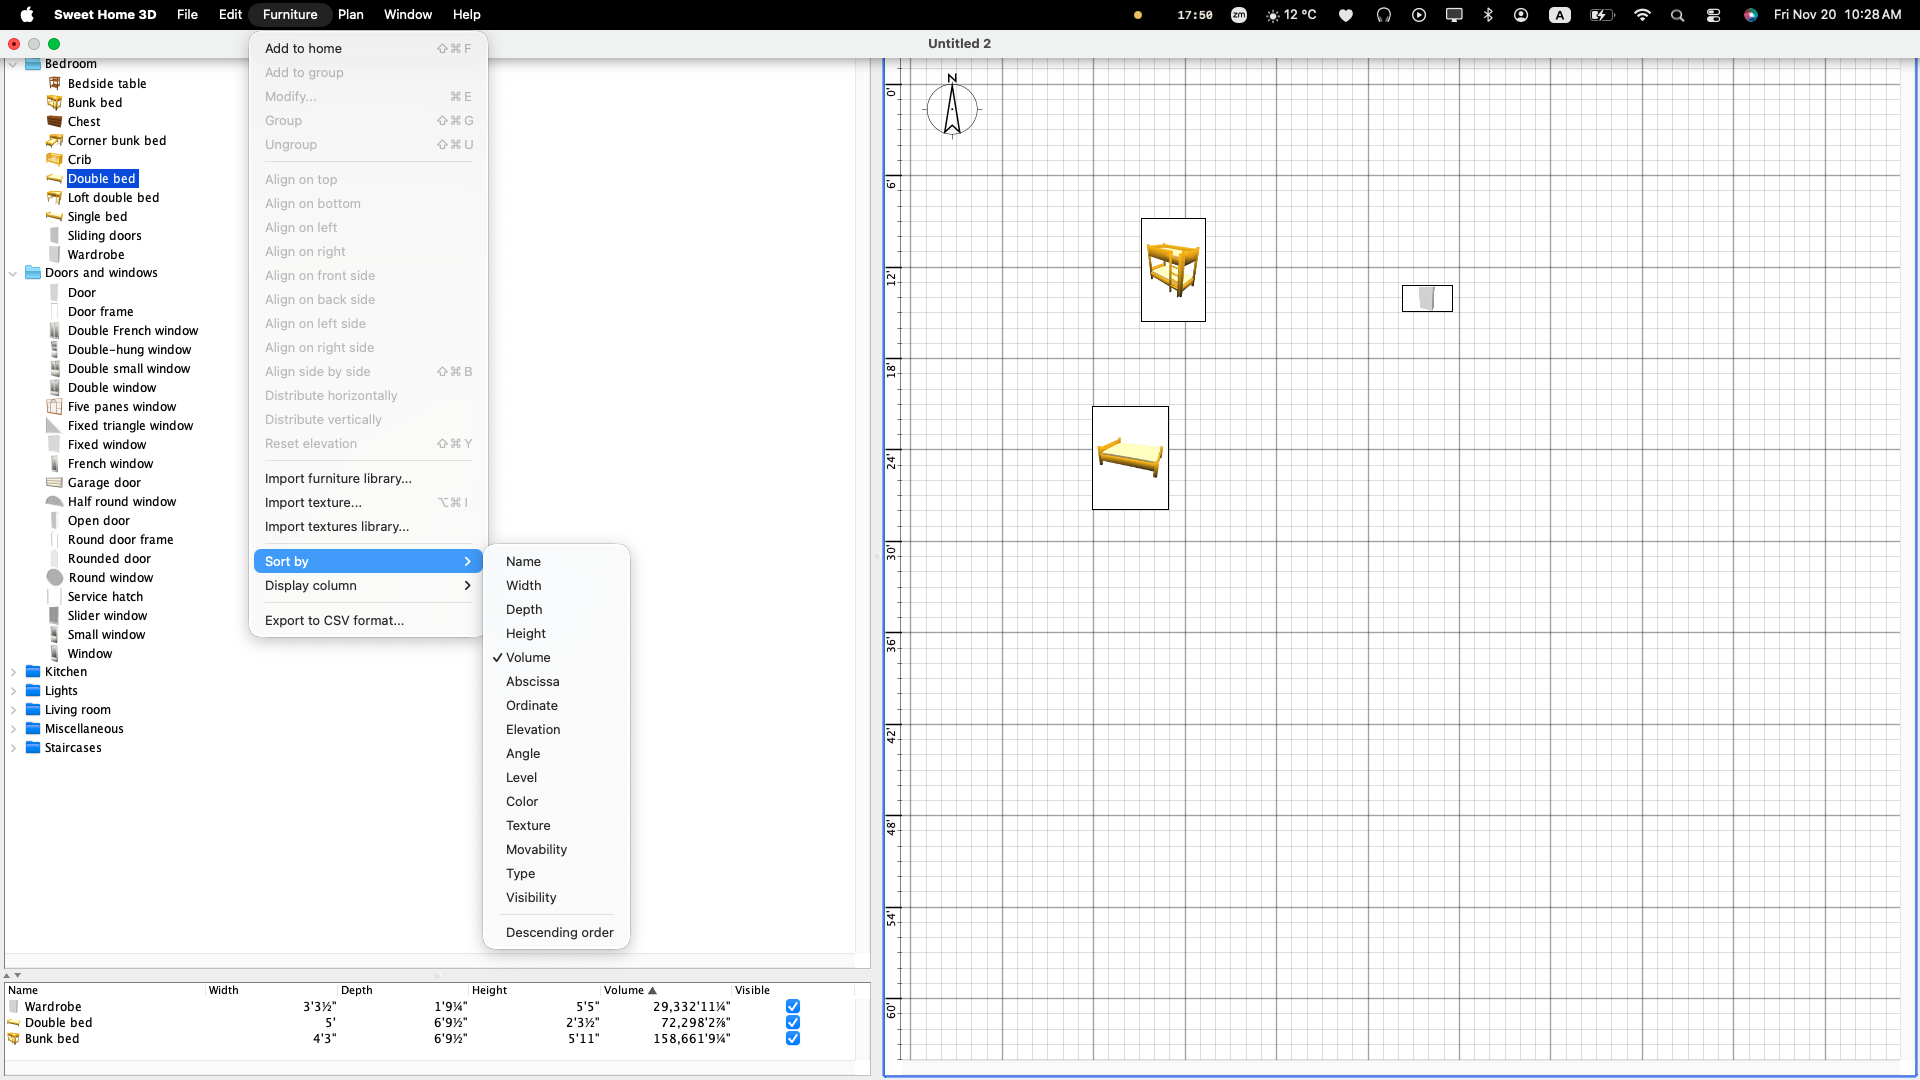 Sweet Home 3D File Edit Furniture Plan Window Help 17:50 zm 12 °C A Fri Nov 20 10:28 AM
Untitled 2
Bedroom
Bedside table
Bunk bed
Chest
Corner bunk bed
Crib
Double bed
Loft double bed
Single bed
Sliding doors
Wardrobe
Doors and windows
Door
Door frame
Double French window
Double-hung window
Double small window
Double window
Five panes window
Fixed triangle window
Fixed window
French window
Garage door
Half round window
Open door
Round door frame
Rounded door
Round window
Service hatch
Slider window
Small window
Window
Kitchen
Lights
Living room
Miscellaneous
Staircases
Add to home ⇧⌘F
Add to group
Modify... ⌘E
Group ⇧⌘G
Ungroup ⇧⌘U
Align on top
Align on bottom
Align on left
Align on right
Align on front side
Align on back side
Align on left side
Align on right side
Align side by side ⇧⌘B
Distribute horizontally
Distribute vertically
Reset elevation ⇧⌘Y
Import furniture library...
Import texture... ⌥⌘I
Import textures library...
Sort by
Display column
Export to CSV format...
Name
Width
Depth
Height
✓ Volume
Abscissa
Ordinate
Elevation
Angle
Level
Color
Texture
Movability
Type
Visibility
Descending order
N
0'
6'
12'
18'
24'
30'
36'
42'
48'
54'
60'
Name Width Depth Height Volume ▲ Visible
Wardrobe 3'3½" 1'9¼" 5'5" 29,332'11¼"
Double bed 5' 6'9½" 2'3½" 72,298'2⅞"
Bunk bed 4'3" 6'9½" 5'11" 158,661'9¼"